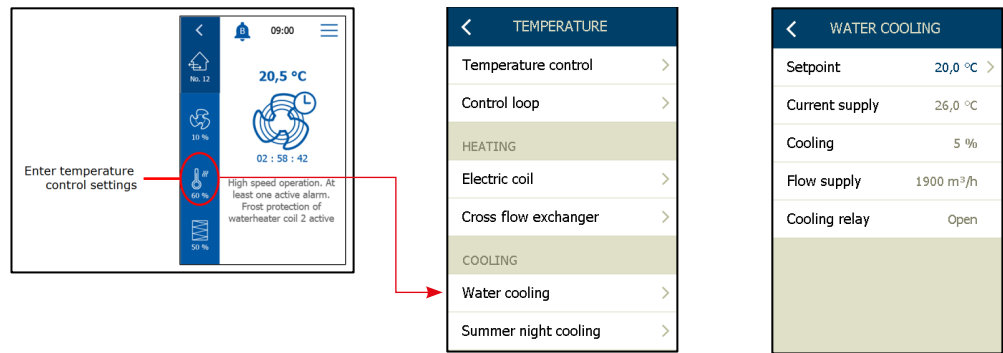 Enter temperature
control settings
B
09:00
No. 12
20,5 °C
10 %
02 : 58 : 42
60 %
High speed operation. At
least one active alarm.
Frost protection of
waterheater coil 2 active
50 %
TEMPERATURE
Temperature control
Control loop
HEATING
Electric coil
Cross flow exchanger
COOLING
Water cooling
Summer night cooling
WATER COOLING
Setpoint 20,0 °C
Current supply 26,0 °C
Cooling 5 %
Flow supply 1900 m³/h
Cooling relay Open